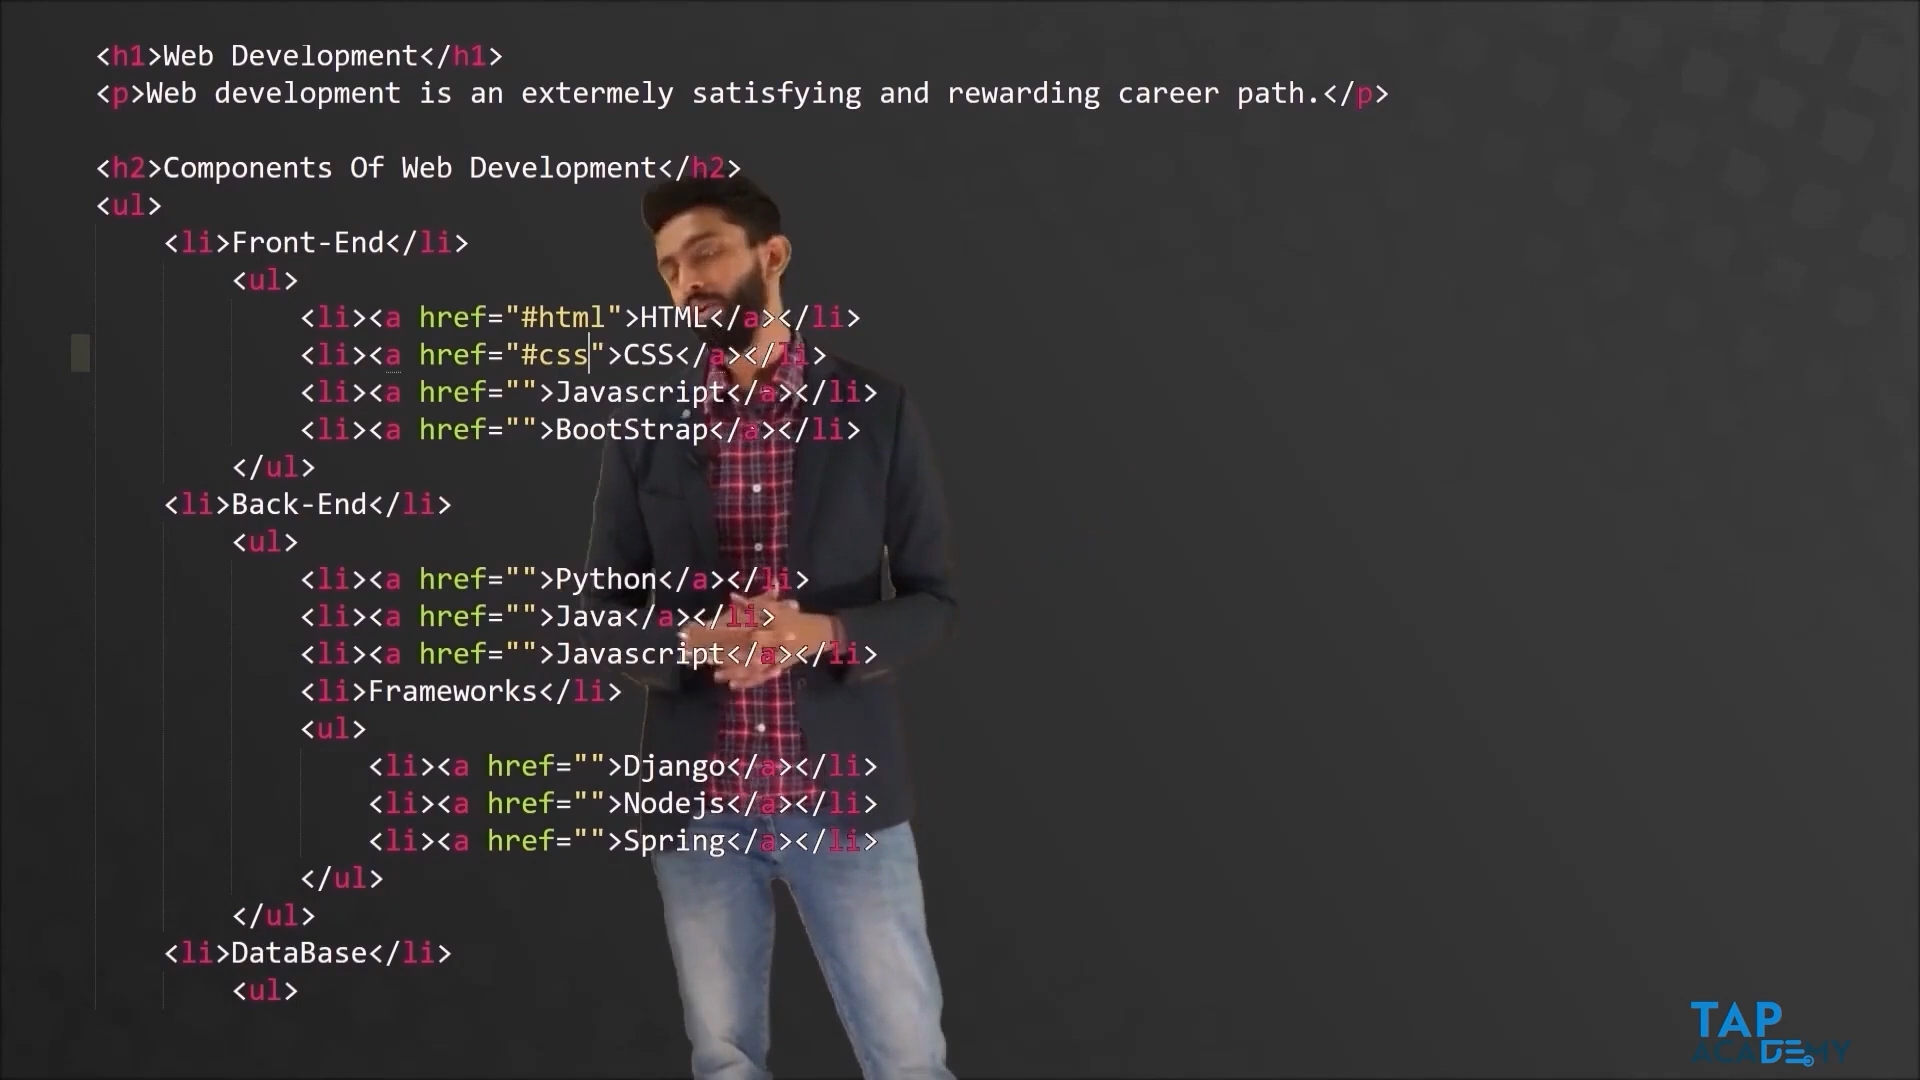 <h1>Web Development</h1>
<p>Web development is an extermely satisfying and rewarding career path.</p>
<h2>Components Of Web Development</h2>
<ul>
<li>Front-End</li>
<ul>
<li><a href="#html">HTML</a></li>
<li><a href="#css">CSS</a></li>
<li><a href="">Javascript</a></li>
<li><a href="">BootStrap</a></li>
</ul>
<li>Back-End</li>
<ul>
<li><a href="">Python</a></li>
<li><a href="">Java</a></li>
<li><a href="">Javascript</a></li>
<li>Frameworks</li>
<ul>
<li><a href="">Django</a></li>
<li><a href="">Nodejs</a></li>
<li><a href="">Spring</a></li>
</ul>
</ul>
<li>DataBase</li>
<ul>
TAP
ACADEMY